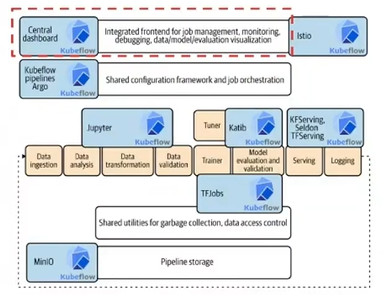 Central
dashboard
Kubeflow
Integrated frontend for job management, monitoring,
debugging, data/model/evaluation visualization
Istio
Kubeflow
Kubeflow
pipelines
Argo
Kubeflow
Shared configuration framework and job orchestration
Jupyter
Kubeflow
Tuner
Katib
Kubeflow
KFServing,
Seldon
TFServing
Kubeflow
Data
ingestion
Data
analysis
Data
transformation
Data
validation
Trainer
Model
evaluation and
validation
Serving
Logging
TFJobs
Kubeflow
Shared utilities for garbage collection, data access control
MinIO
Kubeflow
Pipeline storage